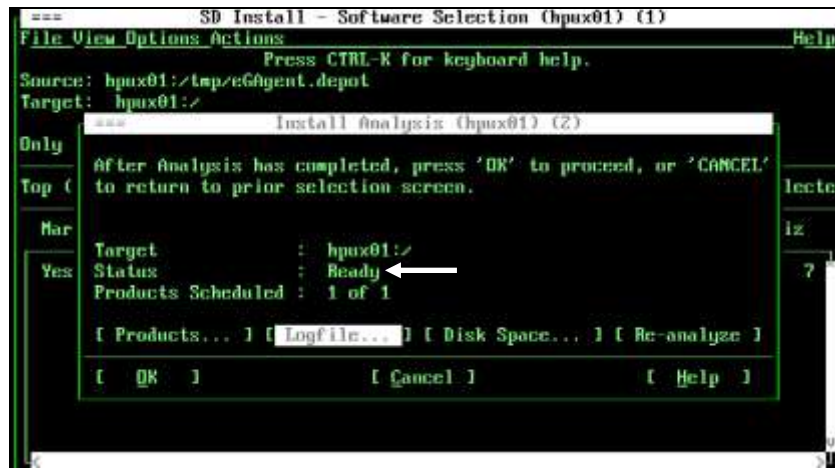 === SD Install - Software Selection (hpux01) (1)
File View Options Actions Help
Press CTRL-K for keyboard help.
Source: hpux01:/tmp/eGAgent.depot
Target: hpux01:/
=== Install Analysis (hpux01) (2)
Only
After Analysis has completed, press 'OK' to proceed, or 'CANCEL'
Top ( to return to prior selection screen. lecte
Mar iz
Target : hpux01:/
Yes Status : Ready 7
Products Scheduled : 1 of 1
[ Products... ] [ Logfile... ] [ Disk Space... ] [ Re-analyze ]
[ OK ] [ Cancel ] [ Help ]